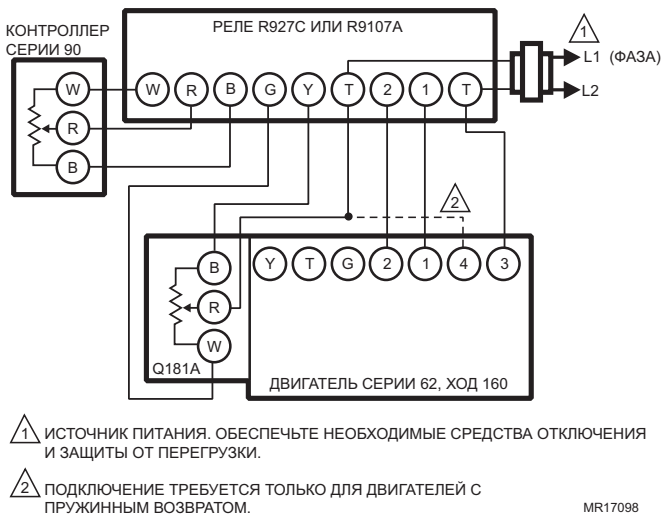 КОНТРОЛЛЕР
СЕРИИ 90
РЕЛЕ R927C ИЛИ R9107A
1
L1 (ФАЗА)
L2
W
R
B
W R B G Y T 2 1 T
2
B
R
W
Y T G 2 1 4 3
Q181A
ДВИГАТЕЛЬ СЕРИИ 62, ХОД 160
1 ИСТОЧНИК ПИТАНИЯ. ОБЕСПЕЧЬТЕ НЕОБХОДИМЫЕ СРЕДСТВА ОТКЛЮЧЕНИЯ
И ЗАЩИТЫ ОТ ПЕРЕГРУЗКИ.
2 ПОДКЛЮЧЕНИЕ ТРЕБУЕТСЯ ТОЛЬКО ДЛЯ ДВИГАТЕЛЕЙ С
ПРУЖИННЫМ ВОЗВРАТОМ.
MR17098